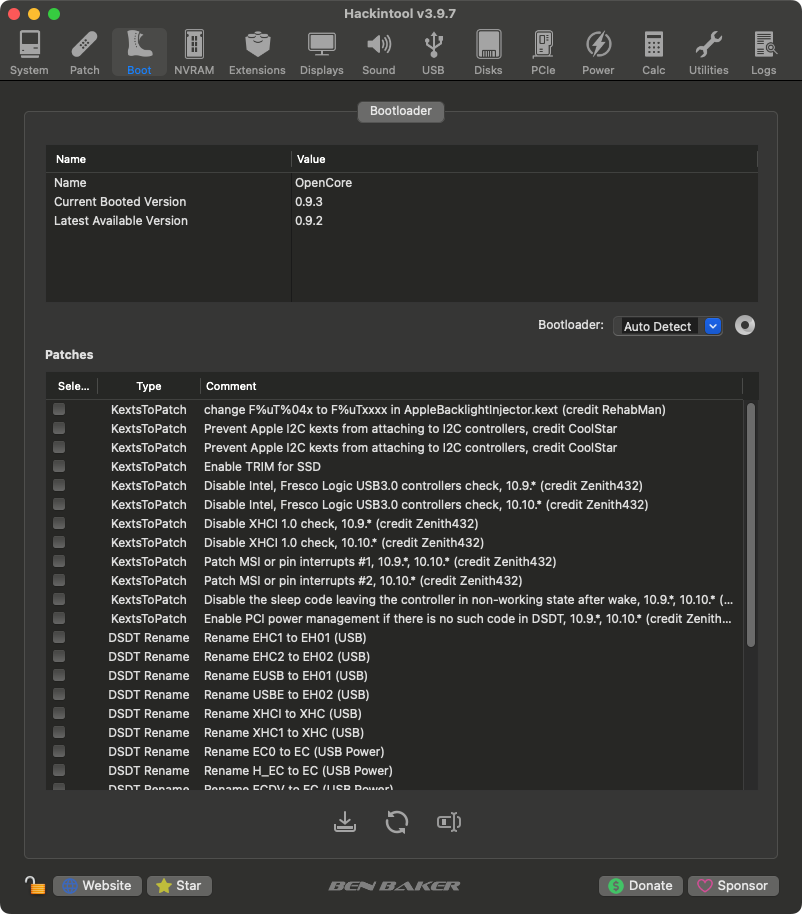 Hackintool v3.9.7
System Patch Boot NVRAM Extensions Displays Sound USB Disks PCIe Power Calc Utilities Logs
Bootloader
Name Value
Name OpenCore
Current Booted Version 0.9.3
Latest Available Version 0.9.2
Bootloader: Auto Detect
Patches
Sele... Type Comment
KextsToPatch change F%uT%04x to F%uTxxxx in AppleBacklightInjector.kext (credit RehabMan)
KextsToPatch Prevent Apple I2C kexts from attaching to I2C controllers, credit CoolStar
KextsToPatch Prevent Apple I2C kexts from attaching to I2C controllers, credit CoolStar
KextsToPatch Enable TRIM for SSD
KextsToPatch Disable Intel, Fresco Logic USB3.0 controllers check, 10.9.* (credit Zenith432)
KextsToPatch Disable Intel, Fresco Logic USB3.0 controllers check, 10.10.* (credit Zenith432)
KextsToPatch Disable XHCI 1.0 check, 10.9.* (credit Zenith432)
KextsToPatch Disable XHCI 1.0 check, 10.10.* (credit Zenith432)
KextsToPatch Patch MSI or pin interrupts #1, 10.9.*, 10.10.* (credit Zenith432)
KextsToPatch Patch MSI or pin interrupts #2, 10.10.* (credit Zenith432)
KextsToPatch Disable the sleep code leaving the controller in non-working state after wake, 10.9.*, 10.10.* (...
KextsToPatch Enable PCI power management if there is no such code in DSDT, 10.9.*, 10.10.* (credit Zenith...
DSDT Rename Rename EHC1 to EH01 (USB)
DSDT Rename Rename EHC2 to EH02 (USB)
DSDT Rename Rename EUSB to EH01 (USB)
DSDT Rename Rename USBE to EH02 (USB)
DSDT Rename Rename XHCI to XHC (USB)
DSDT Rename Rename XHC1 to XHC (USB)
DSDT Rename Rename EC0 to EC (USB Power)
DSDT Rename Rename H_EC to EC (USB Power)
DSDT Rename Rename ECDV to EC (USB Power)
Website Star BEN BAKER Donate Sponsor